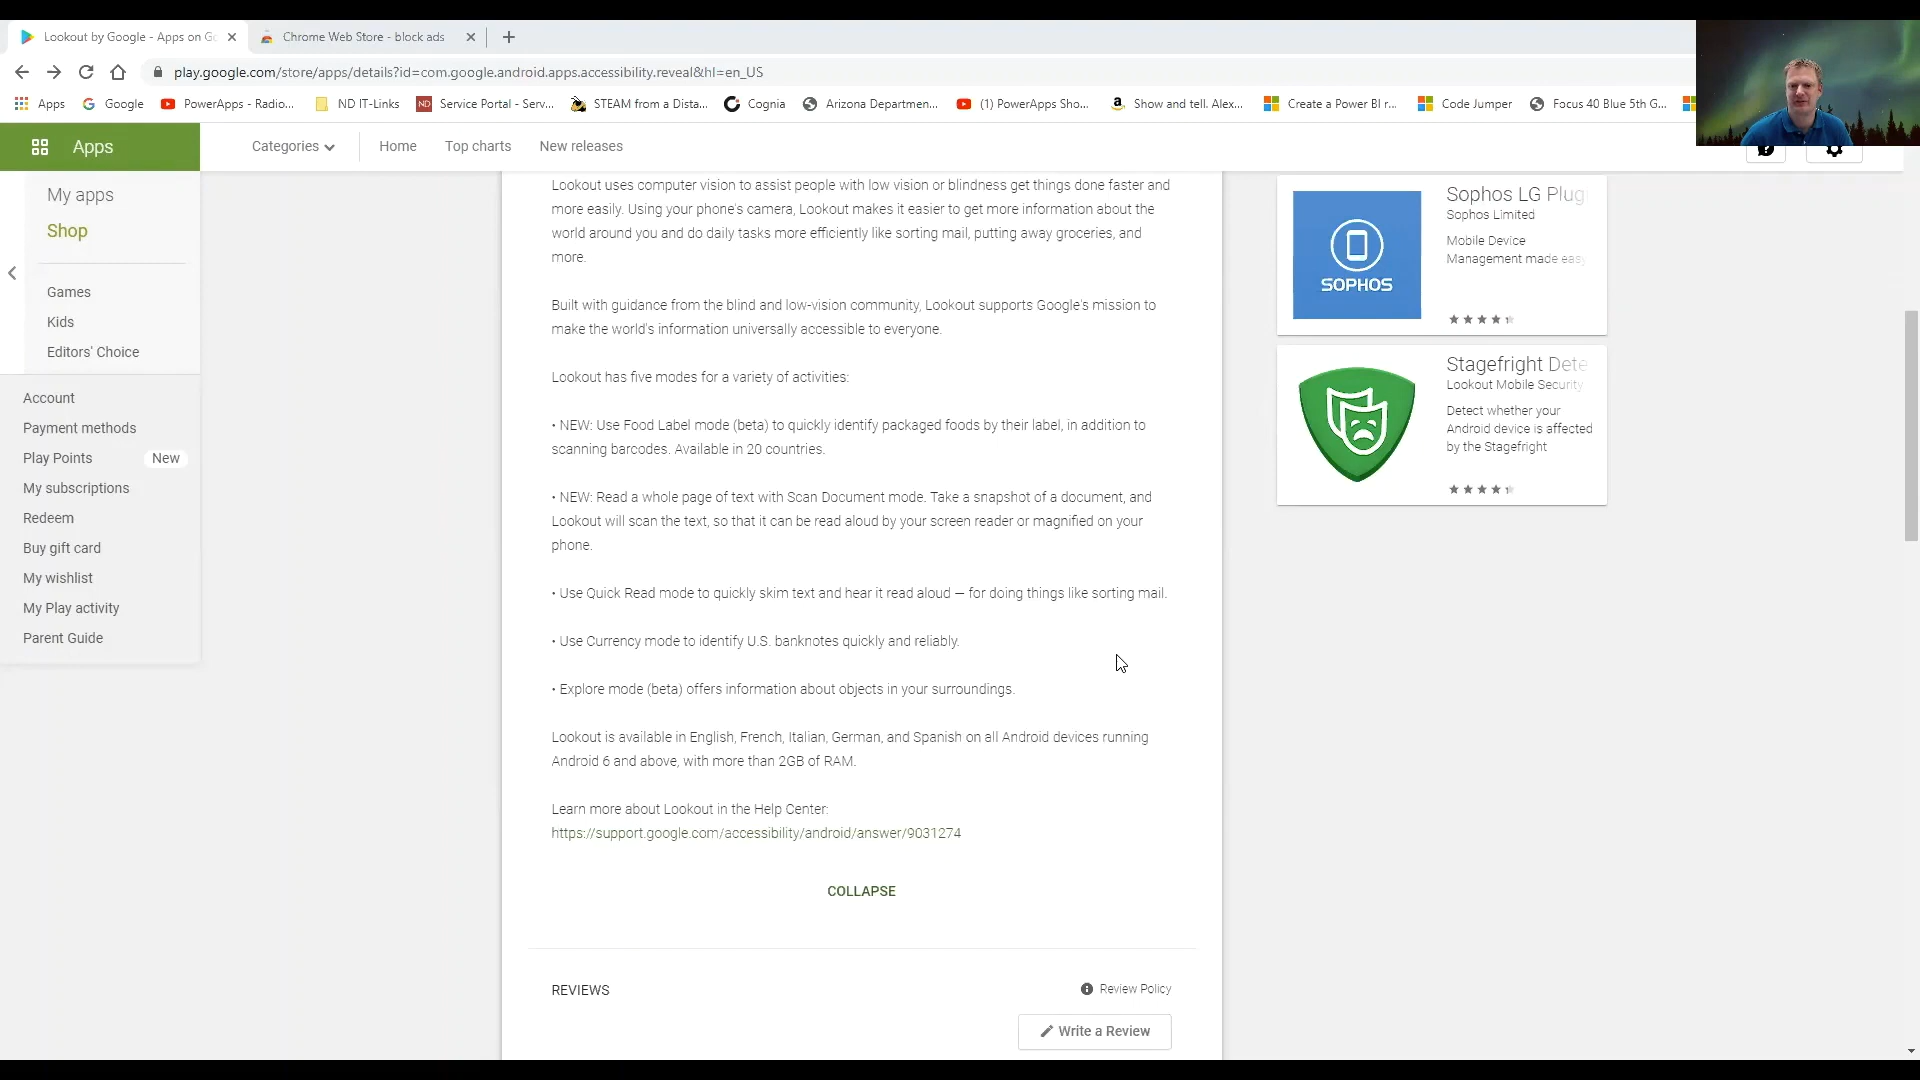 Lookout by Google - Apps on Go
Chrome Web Store - block ads
play.google.com/store/apps/details?id=com.google.android.apps.accessibility.reveal&hl=en_US
Apps
Google
PowerApps - Radio...
ND IT-Links
ND
Service Portal - Serv...
STEAM from a Dista...
Cognia
Arizona Departmen...
(1) PowerApps Sho...
Show and tell. Alex...
Create a Power BI r...
Code Jumper
Focus 40 Blue 5th G...
Apps
Categories
Home
Top charts
New releases
My apps
Shop
Games
Kids
Editors' Choice
Account
Payment methods
Play Points
New
My subscriptions
Redeem
Buy gift card
My wishlist
My Play activity
Parent Guide
Lookout uses computer vision to assist people with low vision or blindness get things done faster and
more easily. Using your phone's camera, Lookout makes it easier to get more information about the
world around you and do daily tasks more efficiently like sorting mail, putting away groceries, and
more.
Built with guidance from the blind and low-vision community, Lookout supports Google's mission to
make the world's information universally accessible to everyone.
Lookout has five modes for a variety of activities:
• NEW: Use Food Label mode (beta) to quickly identify packaged foods by their label, in addition to
scanning barcodes. Available in 20 countries.
• NEW: Read a whole page of text with Scan Document mode. Take a snapshot of a document, and
Lookout will scan the text, so that it can be read aloud by your screen reader or magnified on your
phone.
• Use Quick Read mode to quickly skim text and hear it read aloud — for doing things like sorting mail.
• Use Currency mode to identify U.S. banknotes quickly and reliably.
• Explore mode (beta) offers information about objects in your surroundings.
Lookout is available in English, French, Italian, German, and Spanish on all Android devices running
Android 6 and above, with more than 2GB of RAM.
Learn more about Lookout in the Help Center:
https://support.google.com/accessibility/android/answer/9031274
COLLAPSE
REVIEWS
Review Policy
Write a Review
SOPHOS
Sophos LG Plugi
Sophos Limited
Mobile Device
Management made easy
Stagefright Dete
Lookout Mobile Security
Detect whether your
Android device is affected
by the Stagefright